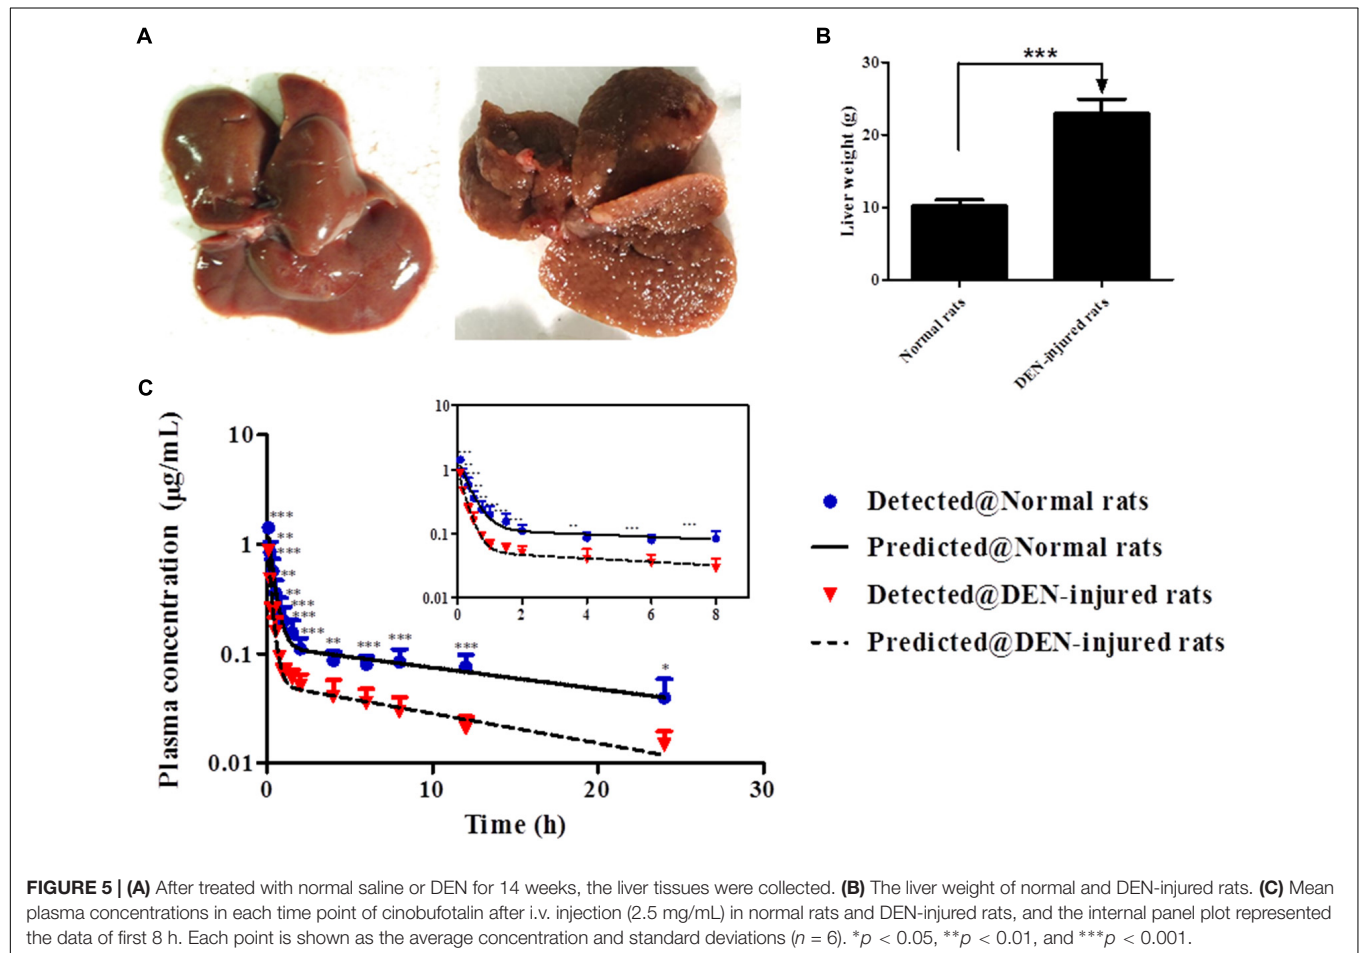 A
B
***
30
20
10
0
Liver weight (g)
Normal rats
DEN-injured rats
C
Plasma concentration (µg/mL)
10
1
0.1
0.01
0
10
20
30
Time (h)
***
**
***
**
**
***
***
***
**
***
***
***
*
10
1
0.1
0.01
0
2
4
6
8
Detected@Normal rats
Predicted@Normal rats
Detected@DEN-injured rats
Predicted@DEN-injured rats
FIGURE 5 | (A) After treated with normal saline or DEN for 14 weeks, the liver tissues were collected. (B) The liver weight of normal and DEN-injured rats. (C) Mean
plasma concentrations in each time point of cinobufotalin after i.v. injection (2.5 mg/mL) in normal rats and DEN-injured rats, and the internal panel plot represented
the data of first 8 h. Each point is shown as the average concentration and standard deviations (n = 6). *p < 0.05, **p < 0.01, and ***p < 0.001.